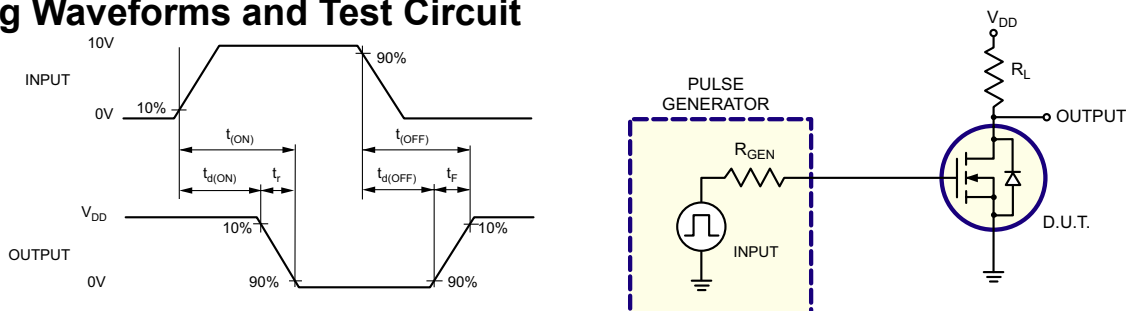 g Waveforms and Test Circuit
10V
INPUT
90%
10%
0V
t(ON)
t(OFF)
td(ON)
tr
td(OFF)
tF
VDD
10%
10%
OUTPUT
0V
90%
90%
VDD
RL
PULSE
GENERATOR
OUTPUT
RGEN
INPUT
D.U.T.